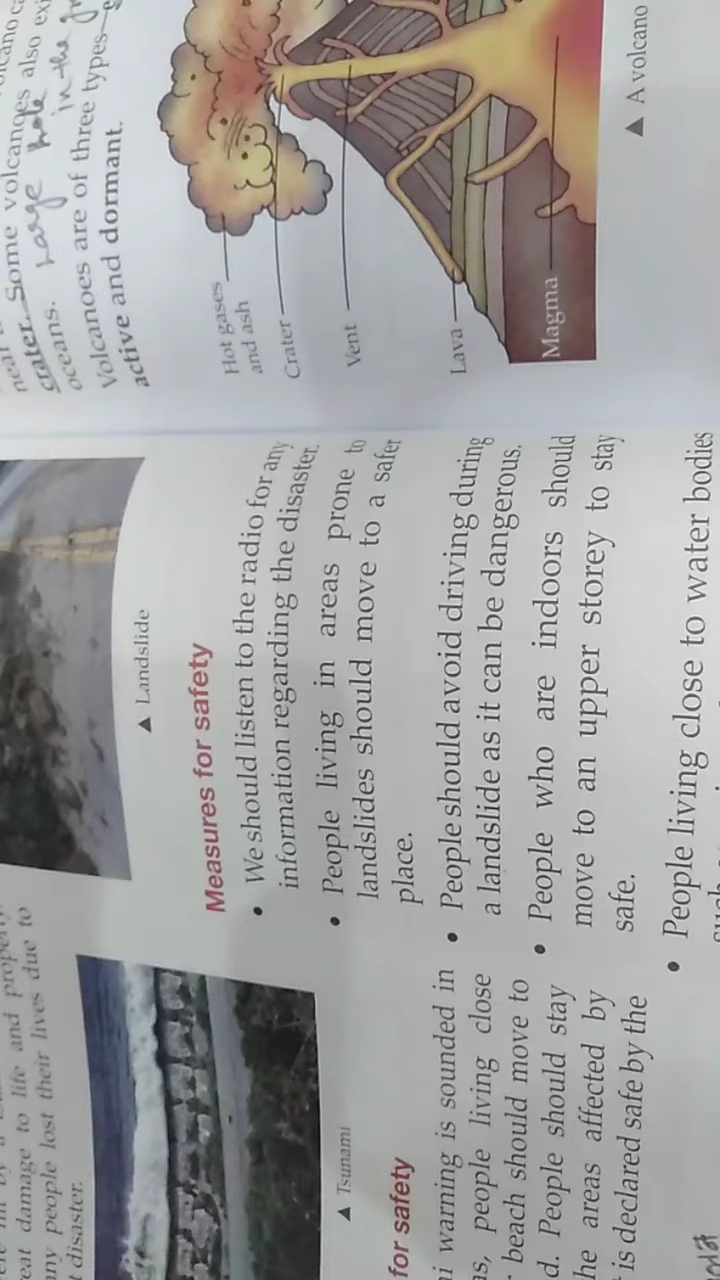 great damage to life and property
many people lost their lives due to
disaster.
▲ Tsunami
for safety
warning is sounded in
people living close
beach should move to
People should stay
areas affected by
is declared safe by the
▲ Landslide
Measures for safety
• We should listen to the radio for any
information regarding the disaster.
• People living in areas prone to
landslides should move to a safer
place.
• People should avoid driving during
a landslide as it can be dangerous.
• People who are indoors should
move to an upper storey to stay
safe.
• People living close to water bodies
crater. Some volcanoes also
oceans. Large hole in the
Volcanoes are of three types—
active and dormant.
Hot gases
and ash
Crater
Vent
Lava
Magma
▲ A volcano